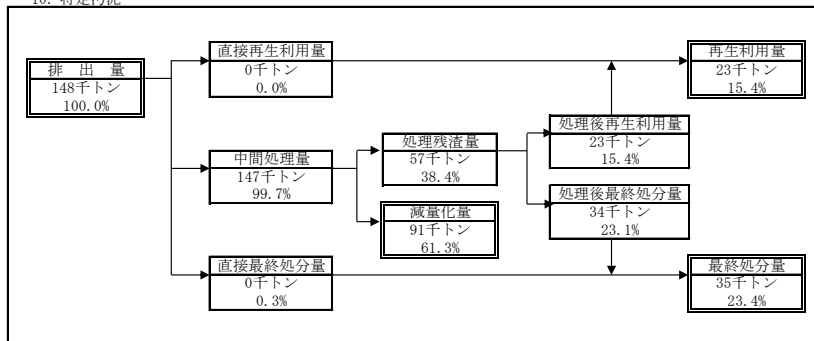 直接再生利用量
0千トン
0.0%
再生利用量
23千トン
15.4%
排　出　量
148千トン
100.0%
処理後再生利用量
23千トン
15.4%
処理残渣量
57千トン
38.4%
中間処理量
147千トン
99.7%
処理後最終処分量
34千トン
23.1%
減量化量
91千トン
61.3%
直接最終処分量
0千トン
0.3%
最終処分量
35千トン
23.4%